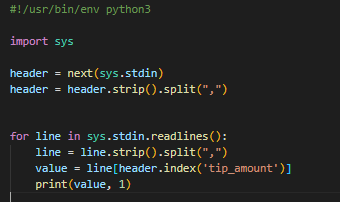 #!/usr/bin/env python3
import sys
header = next(sys.stdin)
header = header.strip().split(",")
for line in sys.stdin.readlines():
    line = line.strip().split(",")
    value = line[header.index('tip_amount')]
    print(value, 1)